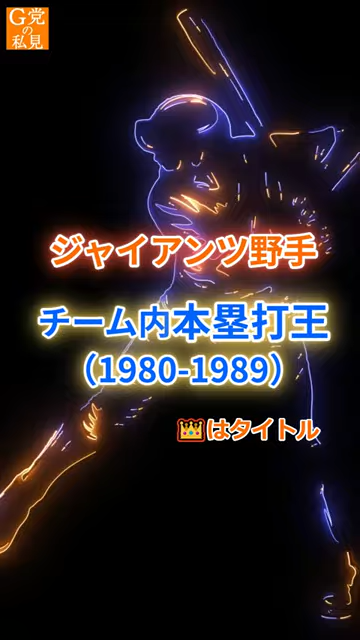 G党
の
私見
ジャイアンツ野手
チーム内本塁打王
（1980-1989）
👑はタイトル